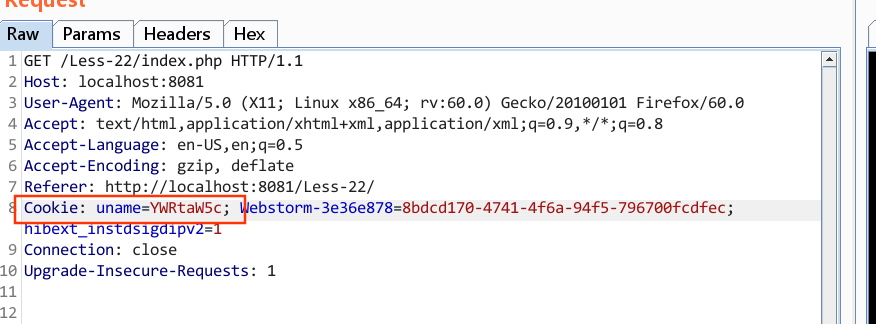 Request
Raw Params Headers Hex
1 GET /Less-22/index.php HTTP/1.1
2 Host: localhost:8081
3 User-Agent: Mozilla/5.0 (X11; Linux x86_64; rv:60.0) Gecko/20100101 Firefox/60.0
4 Accept: text/html,application/xhtml+xml,application/xml;q=0.9,*/*;q=0.8
5 Accept-Language: en-US,en;q=0.5
6 Accept-Encoding: gzip, deflate
7 Referer: http://localhost:8081/Less-22/
8 Cookie: uname=YWRtaW5c; Webstorm-3e36e878=8bdcd170-4741-4f6a-94f5-796700fcdfec;
hibext_instdsigdipv2=1
9 Connection: close
10 Upgrade-Insecure-Requests: 1
11
12